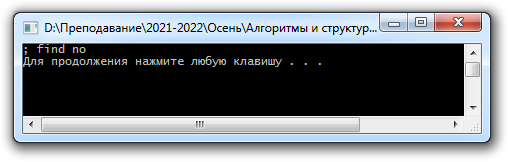 D:\Преподавание\2021-2022\Осень\Алгоритмы и структур...
; find no
Для продолжения нажмите любую клавишу . . .